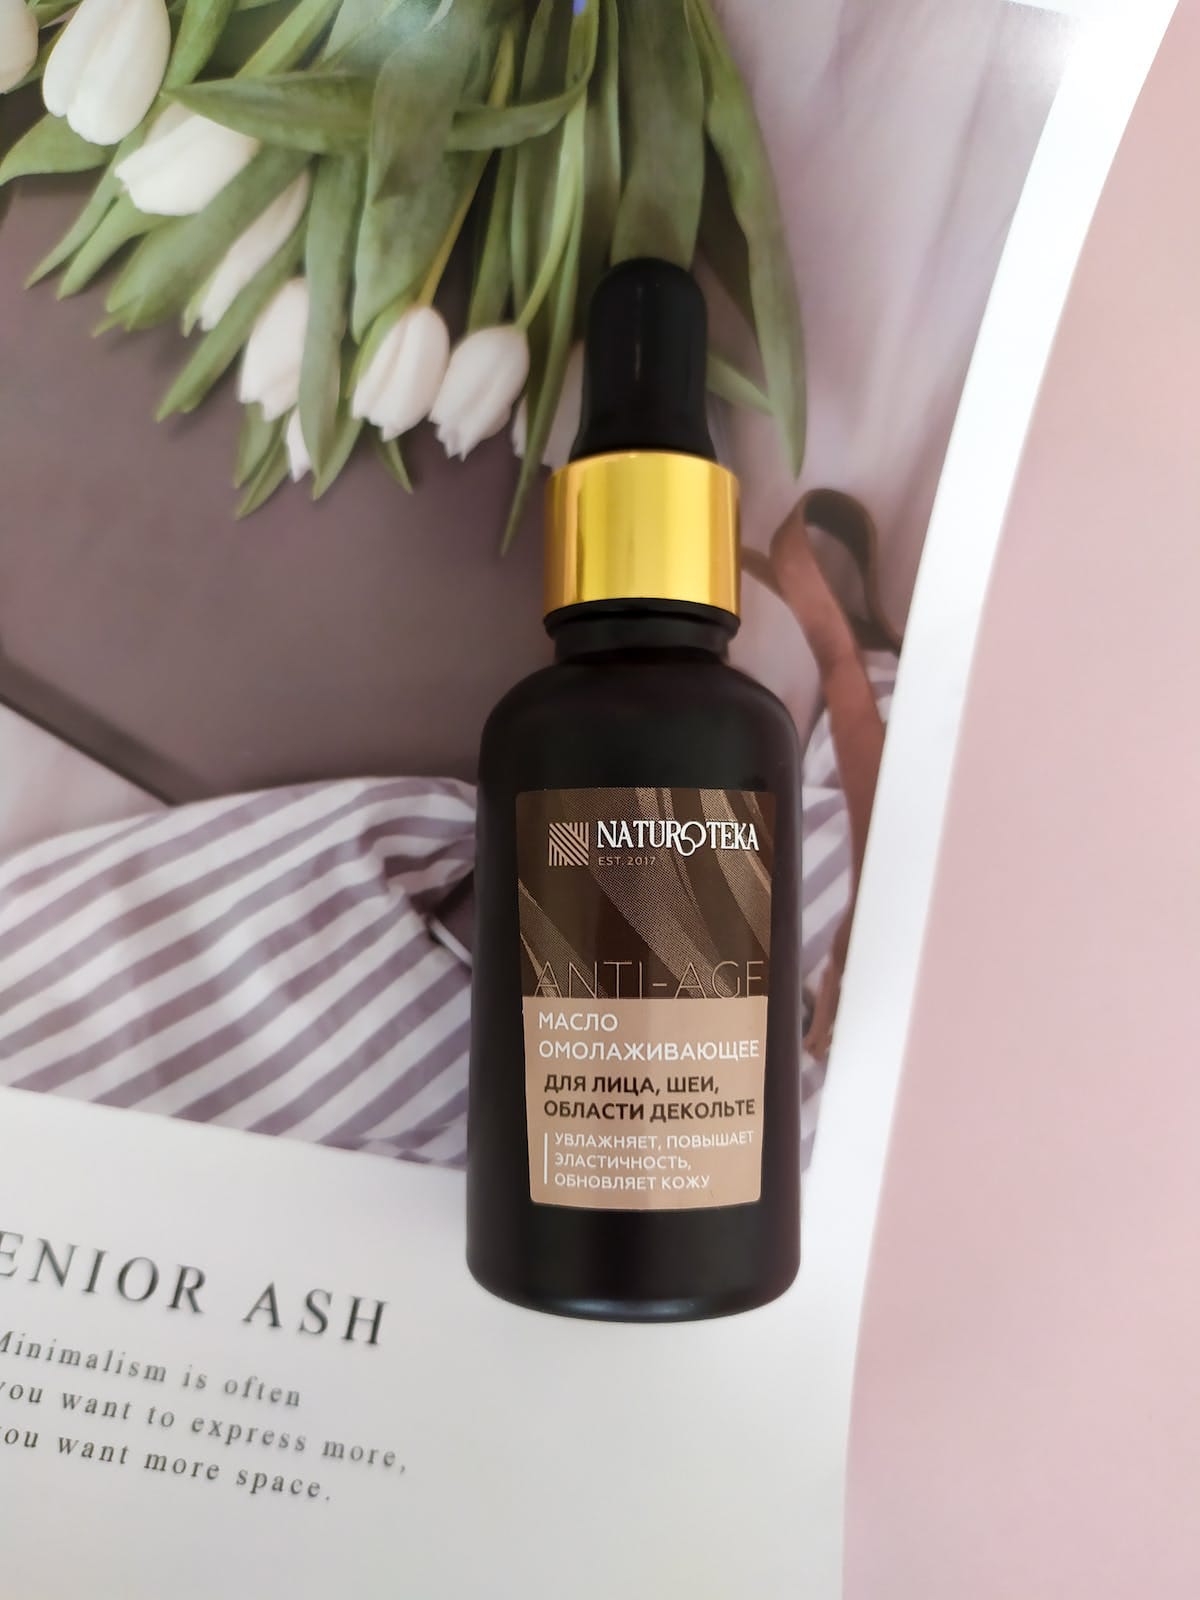 NATUROTEKA
EST. 2017
ANTI-AGE
МАСЛО
ОМОЛАЖИВАЮЩЕЕ
ДЛЯ ЛИЦА, ШЕИ,
ОБЛАСТИ ДЕКОЛЬТЕ
УВЛАЖНЯЕТ, ПОВЫШАЕТ
ЭЛАСТИЧНОСТЬ,
ОБНОВЛЯЕТ КОЖУ
ENIOR ASH
Minimalism is often
you want to express more,
you want more space.